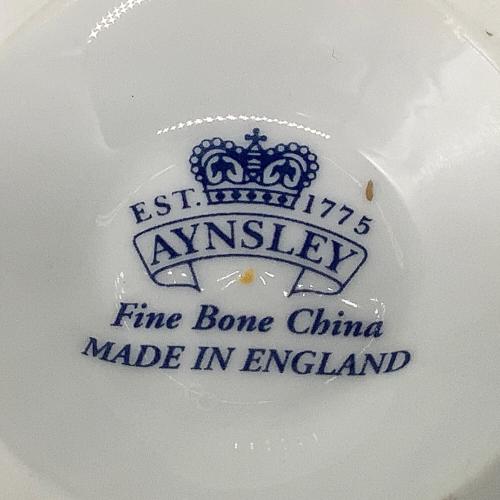 EST. 1775
AYNSLEY
Fine Bone China
MADE IN ENGLAND